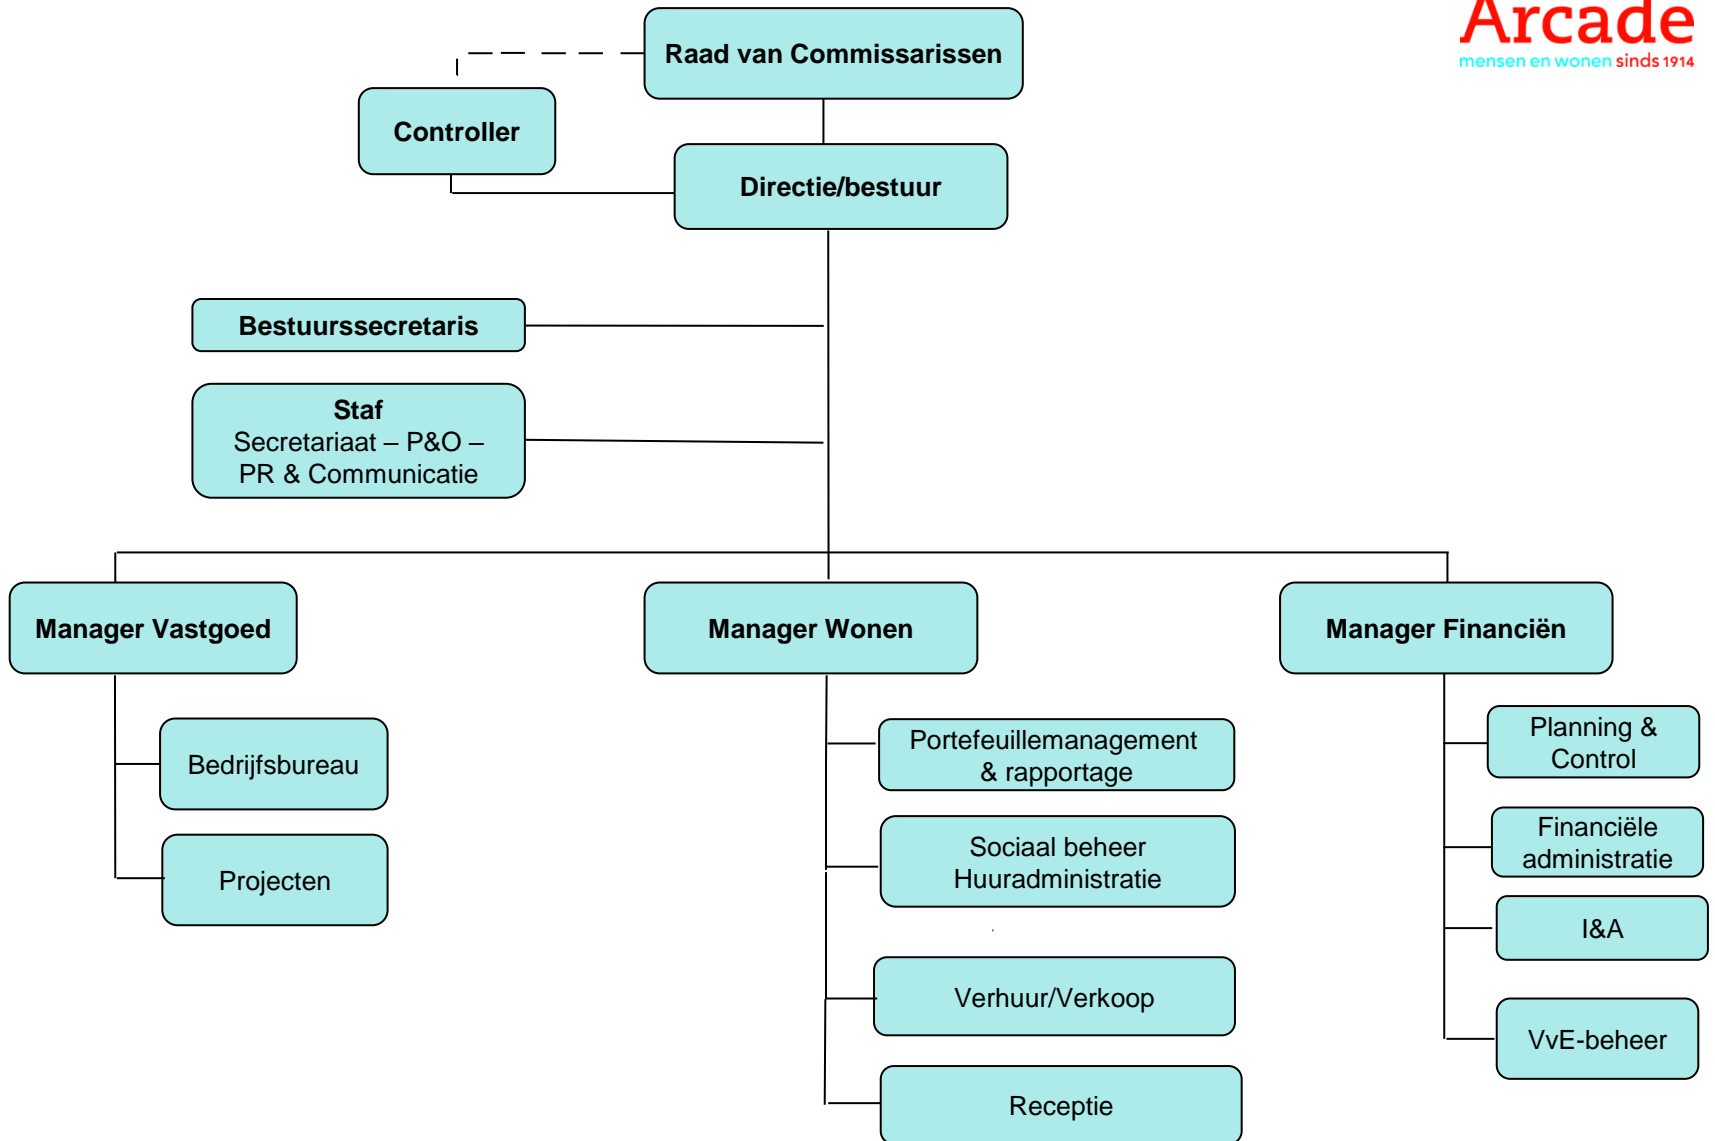 Arcade
mensen en wonen sinds 1914
Raad van Commissarissen
Controller
Directie/bestuur
Bestuurssecretaris
Staf
Secretariaat – P&O –
PR & Communicatie
Manager Vastgoed
Manager Wonen
Manager Financiën
Bedrijfsbureau
Projecten
Portefeuillemanagement
& rapportage
Sociaal beheer
Huuradministratie
Verhuur/Verkoop
Receptie
Planning &
Control
Financiële
administratie
I&A
VvE-beheer